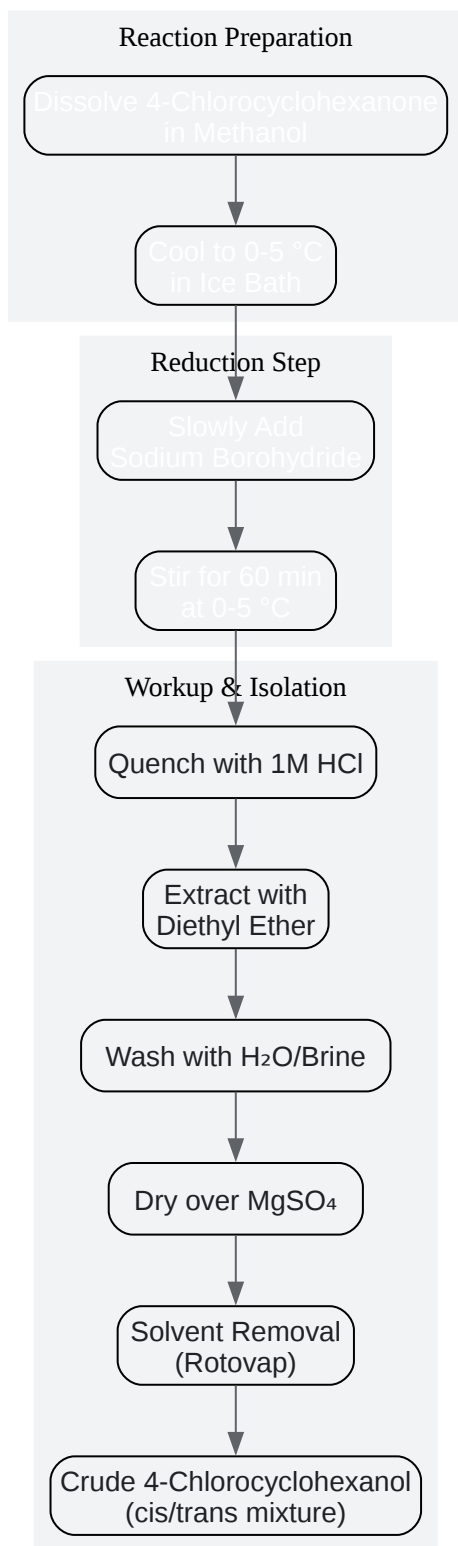 Reaction Preparation
Dissolve 4-Chlorocyclohexanone
in Methanol
Cool to 0-5 °C
in Ice Bath
Reduction Step
Slowly Add
Sodium Borohydride
Stir for 60 min
at 0-5 °C
Workup & Isolation
Quench with 1M HCl
Extract with
Diethyl Ether
Wash with H₂O/Brine
Dry over MgSO₄
Solvent Removal
(Rotovap)
Crude 4-Chlorocyclohexanol
(cis/trans mixture)